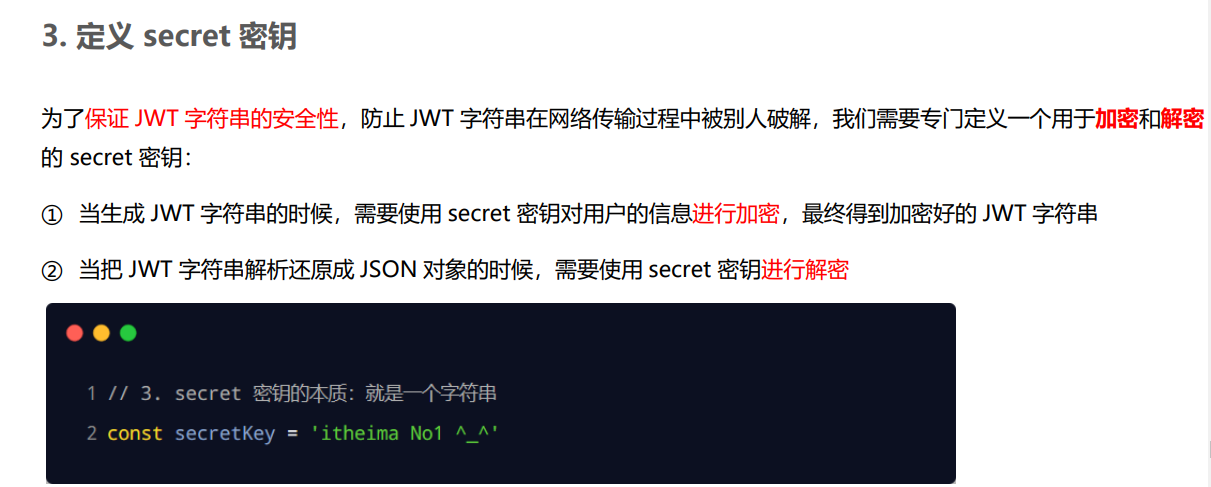 3. 定义 secret 密钥
为了保证 JWT 字符串的安全性，防止 JWT 字符串在网络传输过程中被别人破解，我们需要专门定义一个用于加密和解密
的 secret 密钥：
① 当生成 JWT 字符串的时候，需要使用 secret 密钥对用户的信息进行加密，最终得到加密好的 JWT 字符串
② 当把 JWT 字符串解析还原成 JSON 对象的时候，需要使用 secret 密钥进行解密
1 // 3. secret 密钥的本质：就是一个字符串
2 const secretKey = 'itheima No1 ^_^'